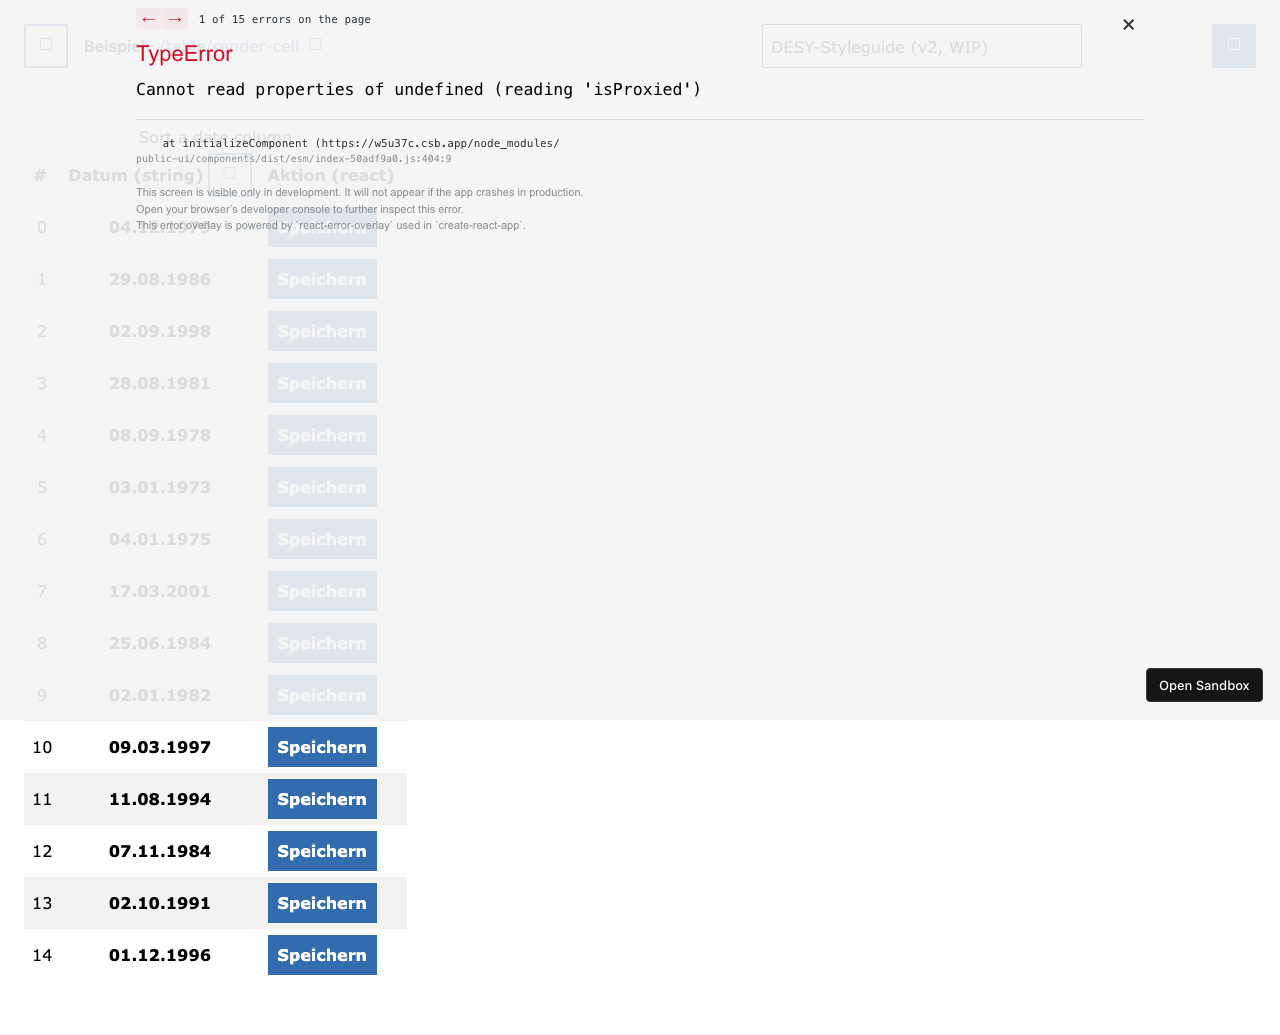 ← → 1 of 15 errors on the page
Beispiel /table/render-cell
DESY-Styleguide (v2, WIP)
TypeError
Cannot read properties of undefined (reading 'isProxied')
Sort a date column
at initializeComponent (https://w5u37c.csb.app/node_modules/
public-ui/components/dist/esm/index-50adf9a0.js:404:9
# Datum (string) Aktion (react)
This screen is visible only in development. It will not appear if the app crashes in production.
Open your browser's developer console to further inspect this error.
This error overlay is powered by `react-error-overlay` used in `create-react-app`.
0 04.12.1979 Speichern
1 29.08.1986 Speichern
2 02.09.1998 Speichern
3 28.08.1981 Speichern
4 08.09.1978 Speichern
5 03.01.1973 Speichern
6 04.01.1975 Speichern
7 17.03.2001 Speichern
8 25.06.1984 Speichern
9 02.01.1982 Speichern
Open Sandbox
10 09.03.1997 Speichern
11 11.08.1994 Speichern
12 07.11.1984 Speichern
13 02.10.1991 Speichern
14 01.12.1996 Speichern